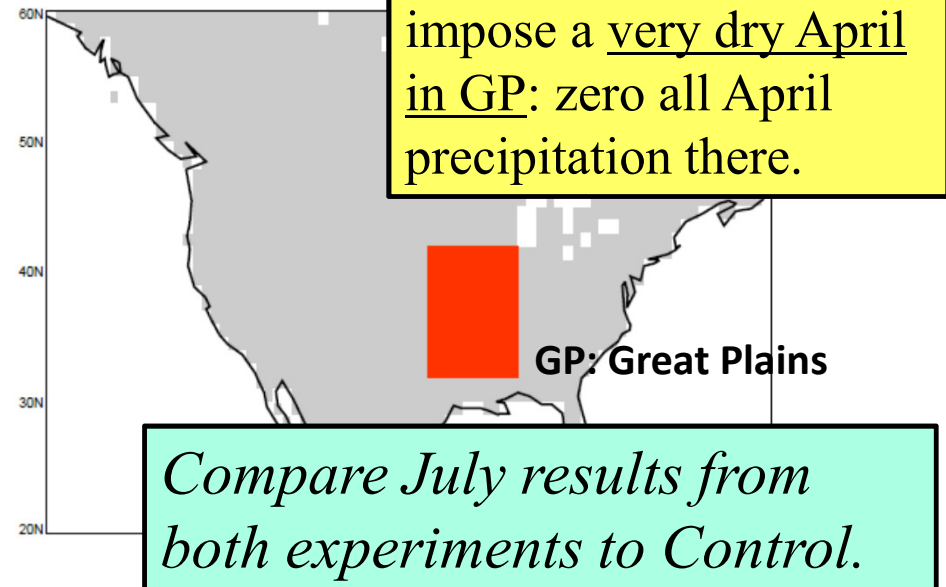 60N
impose a very dry April
in GP: zero all April
precipitation there.
50N
40N
GP: Great Plains
30N
Compare July results from
both experiments to Control.
20N